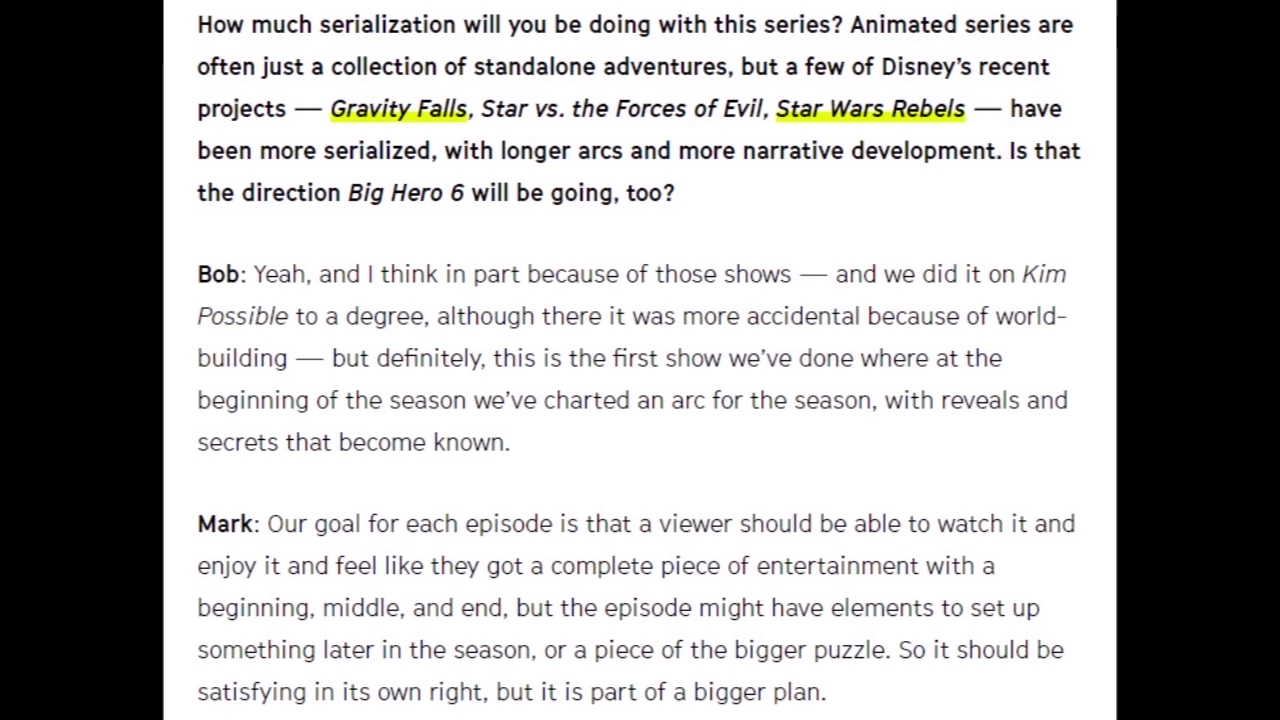 How much serialization will you be doing with this series? Animated series are
often just a collection of standalone adventures, but a few of Disney’s recent
projects — Gravity Falls, Star vs. the Forces of Evil, Star Wars Rebels — have
been more serialized, with longer arcs and more narrative development. Is that
the direction Big Hero 6 will be going, too?
Bob: Yeah, and I think in part because of those shows — and we did it on Kim
Possible to a degree, although there it was more accidental because of world-
building — but definitely, this is the first show we’ve done where at the
beginning of the season we’ve charted an arc for the season, with reveals and
secrets that become known.
Mark: Our goal for each episode is that a viewer should be able to watch it and
enjoy it and feel like they got a complete piece of entertainment with a
beginning, middle, and end, but the episode might have elements to set up
something later in the season, or a piece of the bigger puzzle. So it should be
satisfying in its own right, but it is part of a bigger plan.